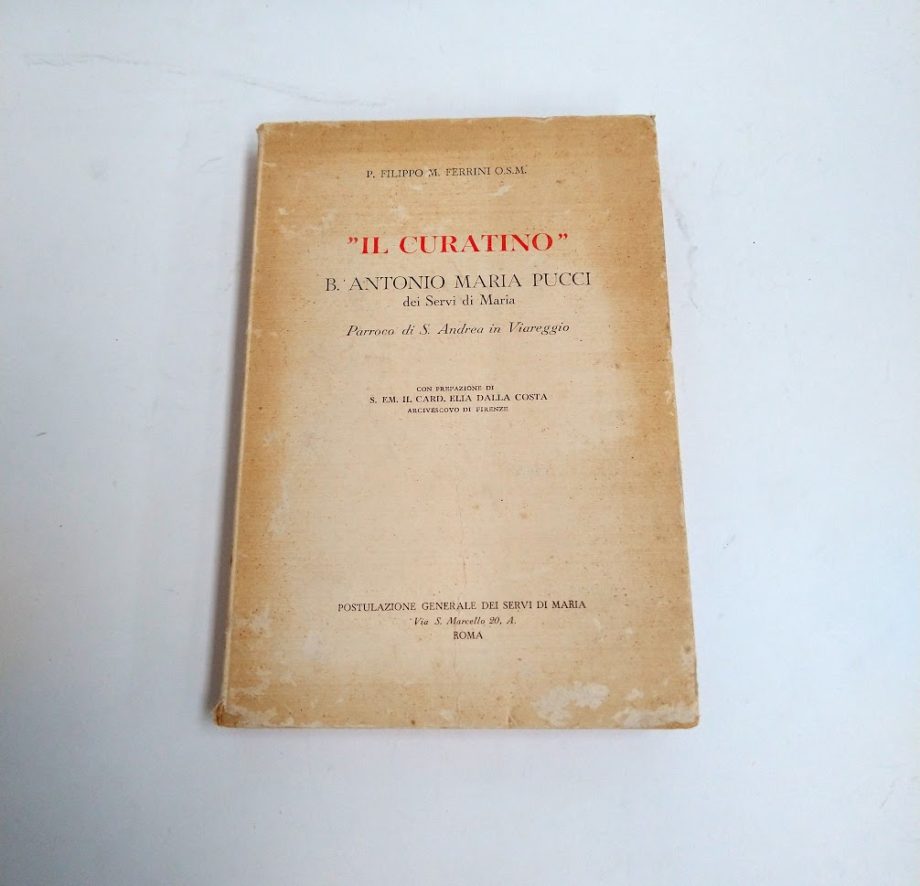 P. FILIPPO M. FERRINI O.S.M.
"IL CURATINO"
B. ANTONIO MARIA PUCCI
dei Servi di Maria
Parroco di S. Andrea in Viareggio
CON PREFAZIONE DI
S. EM. IL CARD. ELIA DALLA COSTA
ARCIVESCOVO DI FIRENZE
POSTULAZIONE GENERALE DEI SERVI DI MARIA
Via S. Marcello 20, A.
ROMA